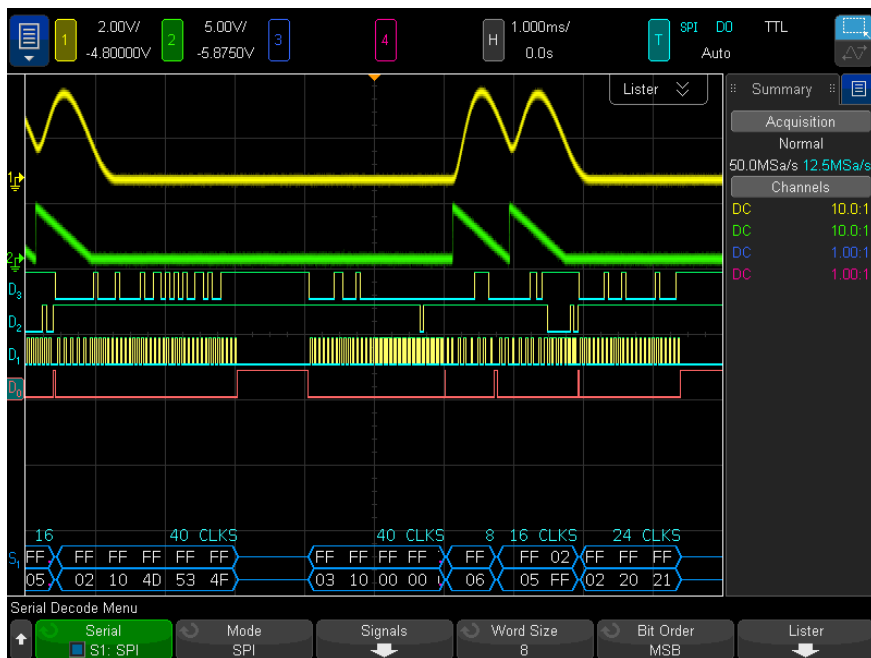 1 2.00V/ 2 5.00V/ 3 4 H 1.000ms/ T SPI D0 TTL
-4.80000V -5.8750V 0.0s Auto
Lister
Summary
Acquisition
Normal
50.0MSa/s 12.5MSa/s
Channels
DC 10.0:1
DC 10.0:1
DC 1.00:1
DC 1.00:1
1
2
D3
D2
D1
D0
16 40 CLKS 40 CLKS 8 16 CLKS 24 CLKS
S1 FF FF FF FF FF FF FF FF FF FF FF FF 02 FF FF FF
05 02 10 4D 53 4F 03 10 00 00 06 05 FF 02 20 21
Serial Decode Menu
Serial Mode Signals Word Size Bit Order Lister
S1: SPI SPI 8 MSB